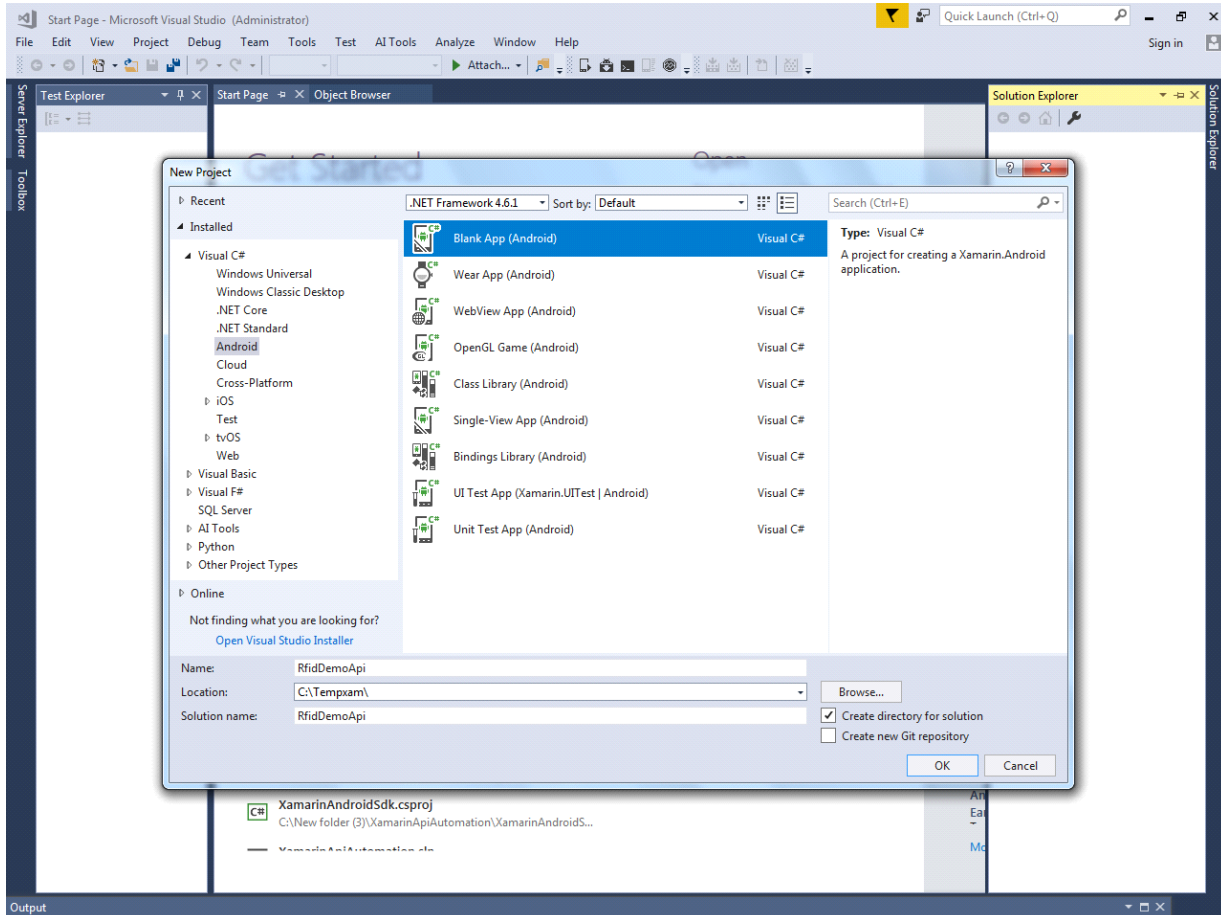 Start Page - Microsoft Visual Studio (Administrator)
Quick Launch (Ctrl+Q)
File Edit View Project Debug Team Tools Test AI Tools Analyze Window Help
Sign in
Attach...
Server Explorer
Toolbox
Test Explorer
Start Page
Object Browser
Solution Explorer
Solution Explorer
Get Started
Open
New Project
Recent
Installed
Visual C#
Windows Universal
Windows Classic Desktop
.NET Core
.NET Standard
Android
Cloud
Cross-Platform
iOS
Test
tvOS
Web
Visual Basic
Visual F#
SQL Server
AI Tools
Python
Other Project Types
Online
Not finding what you are looking for?
Open Visual Studio Installer
.NET Framework 4.6.1
Sort by: Default
Search (Ctrl+E)
Blank App (Android) Visual C#
Wear App (Android) Visual C#
WebView App (Android) Visual C#
OpenGL Game (Android) Visual C#
Class Library (Android) Visual C#
Single-View App (Android) Visual C#
Bindings Library (Android) Visual C#
UI Test App (Xamarin.UITest | Android) Visual C#
Unit Test App (Android) Visual C#
Type: Visual C#
A project for creating a Xamarin.Android
application.
Name: RfidDemoApi
Location: C:\Tempxam\
Browse...
Solution name: RfidDemoApi
Create directory for solution
Create new Git repository
OK
Cancel
C# XamarinAndroidSdk.csproj
C:\New folder (3)\XamarinApiAutomation\XamarinAndroidS...
XamarinApiAutomation.sln
Output